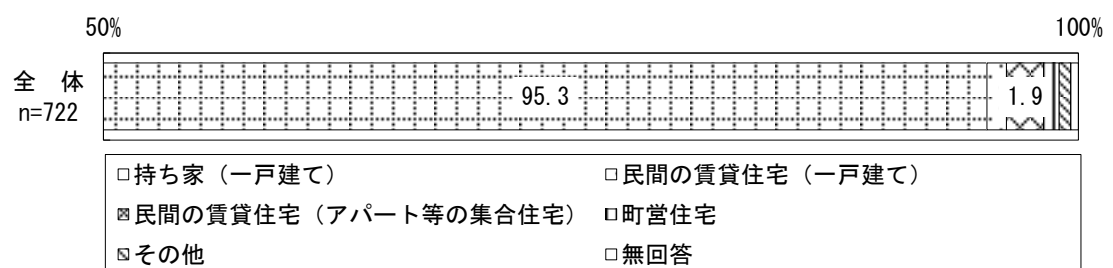 50% 100%
全 体
n=722
95.3 1.9
□持ち家（一戸建て） □民間の賃貸住宅（一戸建て）
民間の賃貸住宅（アパート等の集合住宅） 町営住宅
その他 □無回答